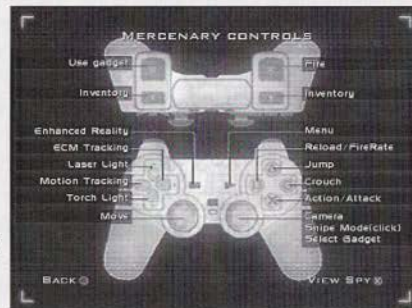 MERCENARY CONTROLS
Use gadget
Fire
Inventory
Inventory
Enhanced Reality
Menu
ECM Tracking
Reload/FireRate
Laser Light
Jump
Motion Tracking
Crouch
Torch Light
Action/Attack
Move
Camera
Snipe Mode(click)
Select Gadget
BACK
VIEW SPY